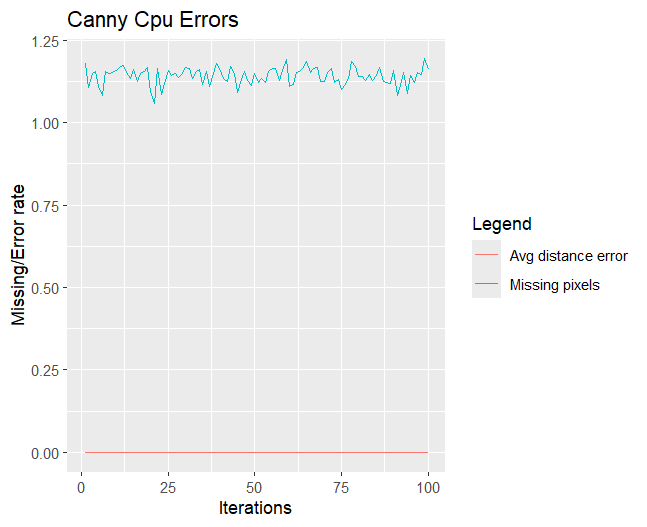 Canny Cpu Errors
1.25
1.00
0.75
0.50
0.25
0.00
Missing/Error rate
0 25 50 75 100
Iterations
Legend
Avg distance error
Missing pixels